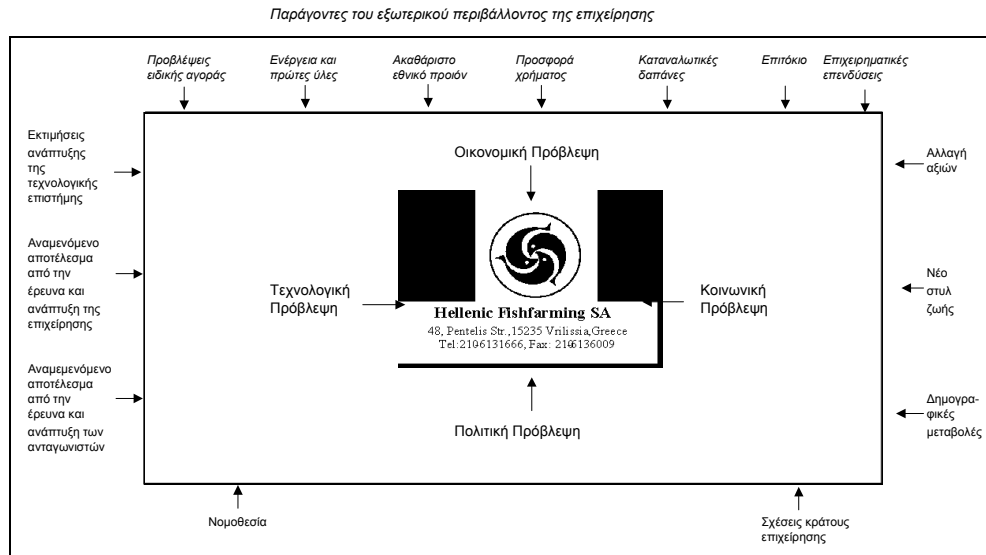 Παράγοντες του εξωτερικού περιβάλλοντος της επιχείρησης
Προβλέψεις
ειδικής αγοράς
Ενέργεια και
πρώτες ύλες
Ακαθάριστο
εθνικό προιόν
Προσφορά
χρήματος
Καταναλωτικές
δαπάνες
Επιτόκιο
Επιχειρηματικές
επενδύσεις
Εκτιμήσεις
ανάπτυξης
της
τεχνολογικής
επιστήμης
Αναμενόμενο
αποτέλεσμα
από την
έρευνα και
ανάπτυξη της
επιχείρησης
Αναμεμενόμενο
αποτέλεσμα
από την
έρευνα και
ανάπτυξη των
ανταγωνιστών
Οικονομική Πρόβλεψη
Τεχνολογική
Πρόβλεψη
Κοινωνική
Πρόβλεψη
Hellenic Fishfarming SA
48, Pentelis Str.,15235 Vrilissia,Greece
Tel:210-6131666, Fax: 210-6136009
Πολιτική Πρόβλεψη
Αλλαγή
αξιών
Νέο
στυλ
ζωής
Δημογρα-
φικές
μεταβολές
Νομοθεσία
Σχέσεις κράτους
επιχείρησης